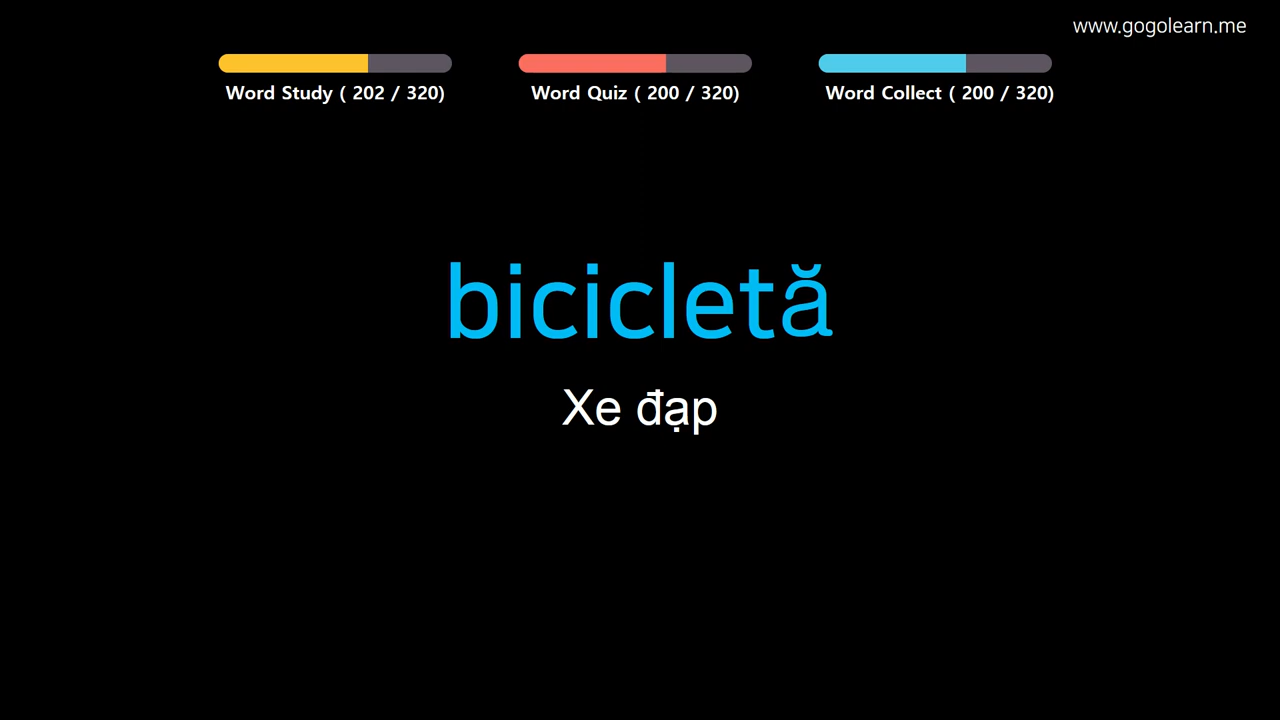 www.gogolearn.me
Word Study ( 202 / 320)
Word Quiz ( 200 / 320)
Word Collect ( 200 / 320)
bicicletă
Xe đạp